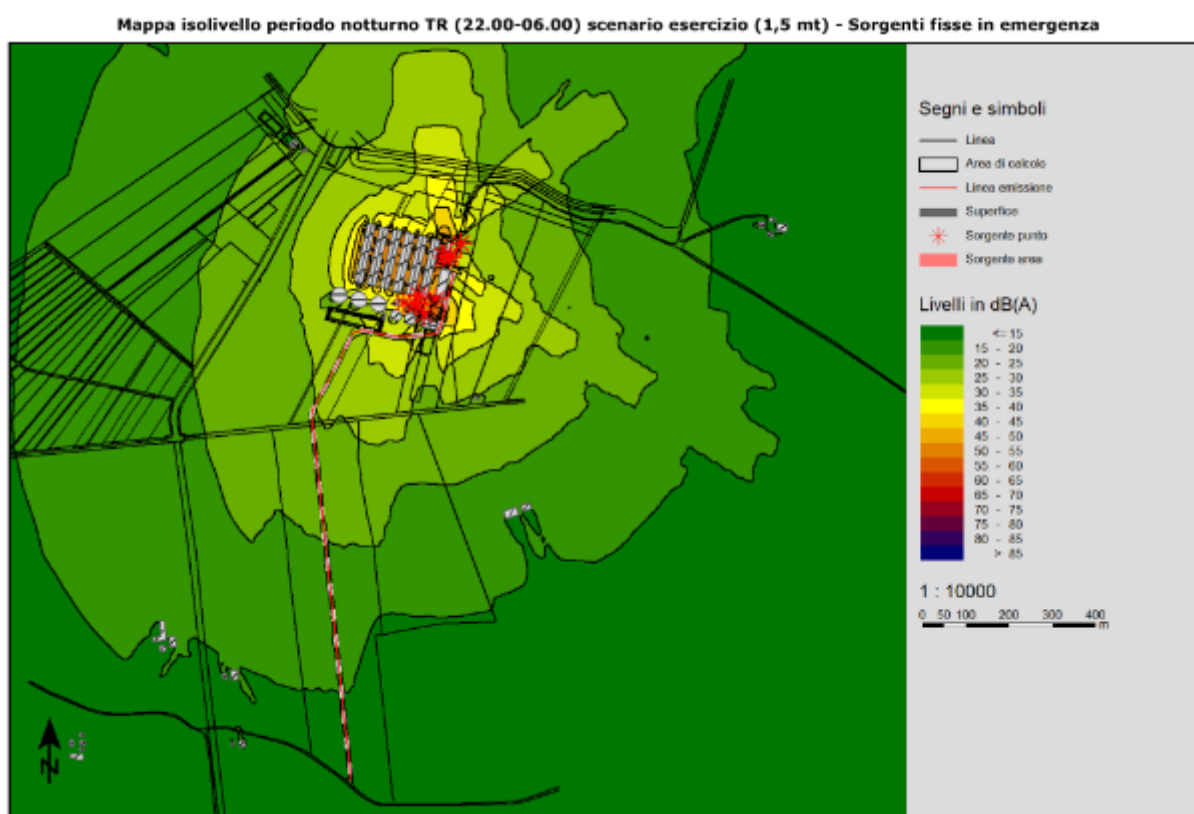 Mappa isolivello periodo notturno TR (22.00-06.00) scenario esercizio (1,5 mt) - Sorgenti fisse in emergenza
Segni e simboli
Linea
Area di calcolo
Linea emissione
Superfice
Sorgente punto
Sorgente area
Livelli in dB(A)
<= 15
15 - 20
20 - 25
25 - 30
30 - 35
35 - 40
40 - 45
45 - 50
50 - 55
55 - 60
60 - 65
65 - 70
70 - 75
75 - 80
80 - 85
> 85
1 : 10000
0 50 100 200 300 400
m
N